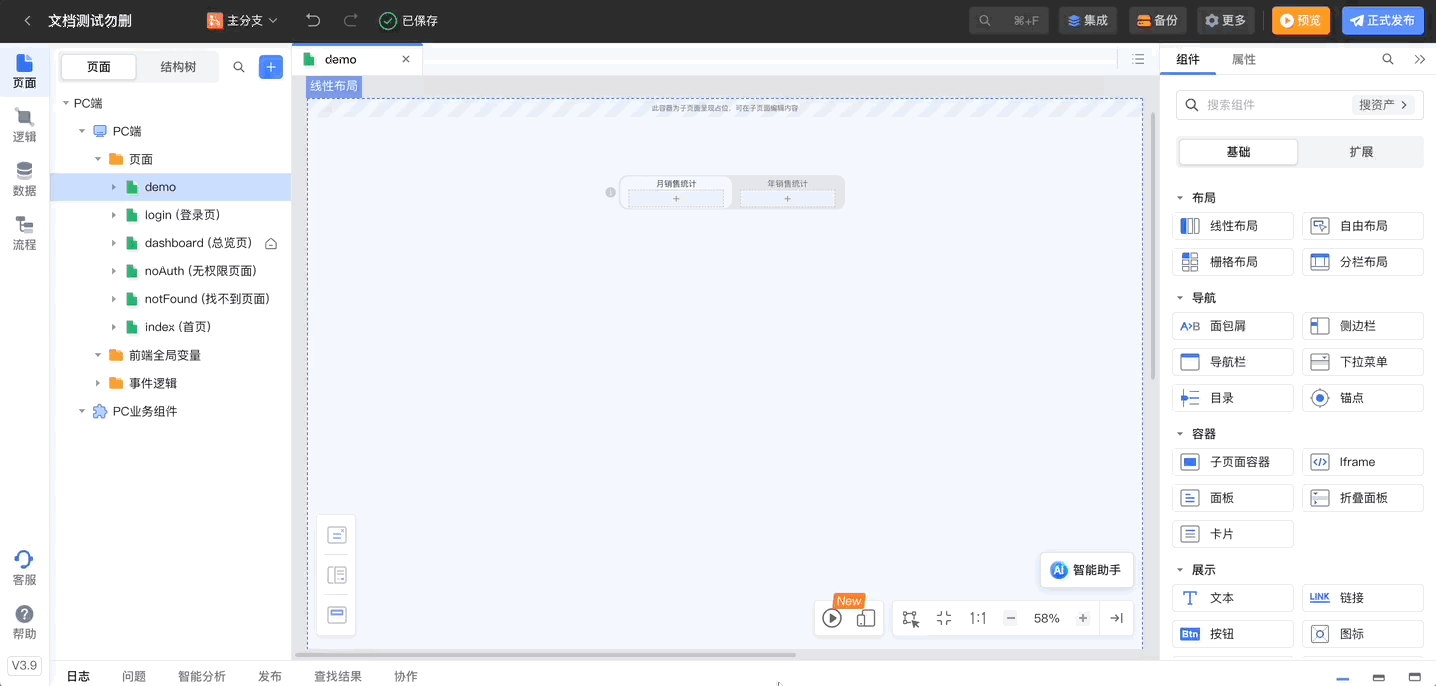 文档测试勿删
主分支
已保存
⌘+F
集成
备份
更多
预览
正式发布
页面
逻辑
数据
流程
客服
帮助
V3.9
页面
结构树
PC端
PC端
页面
demo
login (登录页)
dashboard (总览页)
noAuth (无权限页面)
notFound (找不到页面)
index (首页)
前端全局变量
事件逻辑
PC业务组件
demo
线性布局
此容器为子页面呈现占位，可在子页面编辑内容
月销售统计
年销售统计
AI 智能助手
New
1:1
58%
组件
属性
搜索组件
搜资产
基础
扩展
布局
线性布局
自由布局
栅格布局
分栏布局
导航
A>B 面包屑
侧边栏
导航栏
下拉菜单
目录
锚点
容器
子页面容器
Iframe
面板
折叠面板
卡片
展示
T 文本
LINK 链接
Btn 按钮
图标
日志
问题
智能分析
发布
查找结果
协作